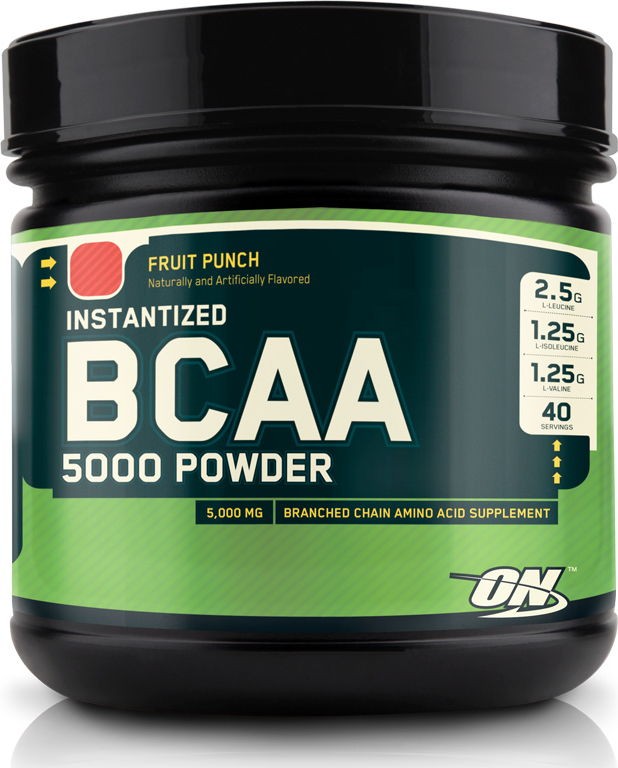 FRUIT PUNCH
Naturally and Artificially Flavored
INSTANTIZED
BCAA
5000 POWDER
2.5G
L-LEUCINE
1.25G
L-ISOLEUCINE
1.25G
L-VALINE
40
SERVINGS
5,000 MG
BRANCHED CHAIN AMINO ACID SUPPLEMENT
ON™